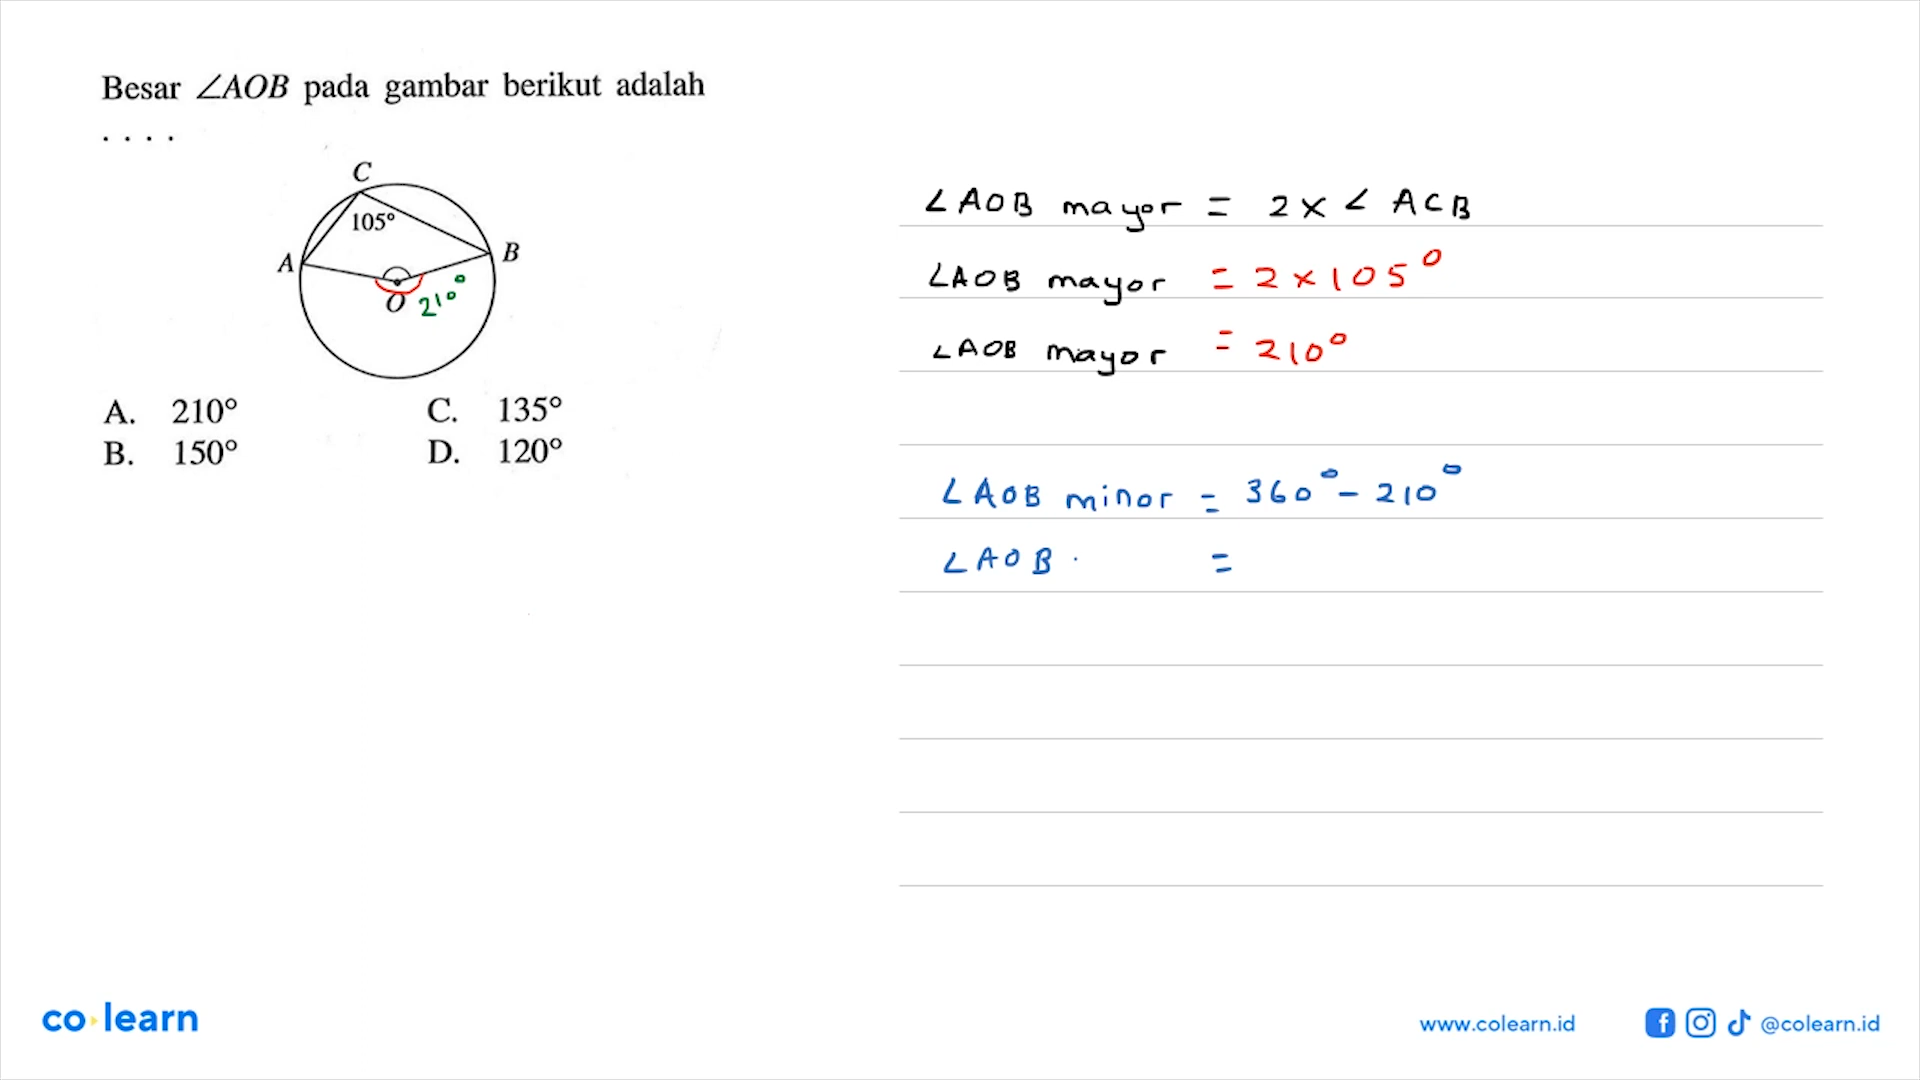 Besar ∠AOB pada gambar berikut adalah
. . . .
C
105°
A
B
O
210°
A. 210°
C. 135°
B. 150°
D. 120°
∠AOB mayor = 2 x ∠ ACB
∠AOB mayor = 2 x 105°
∠AOB mayor = 210°
∠AOB minor = 360° - 210°
∠AOB =
co learn
www.colearn.id
@colearn.id